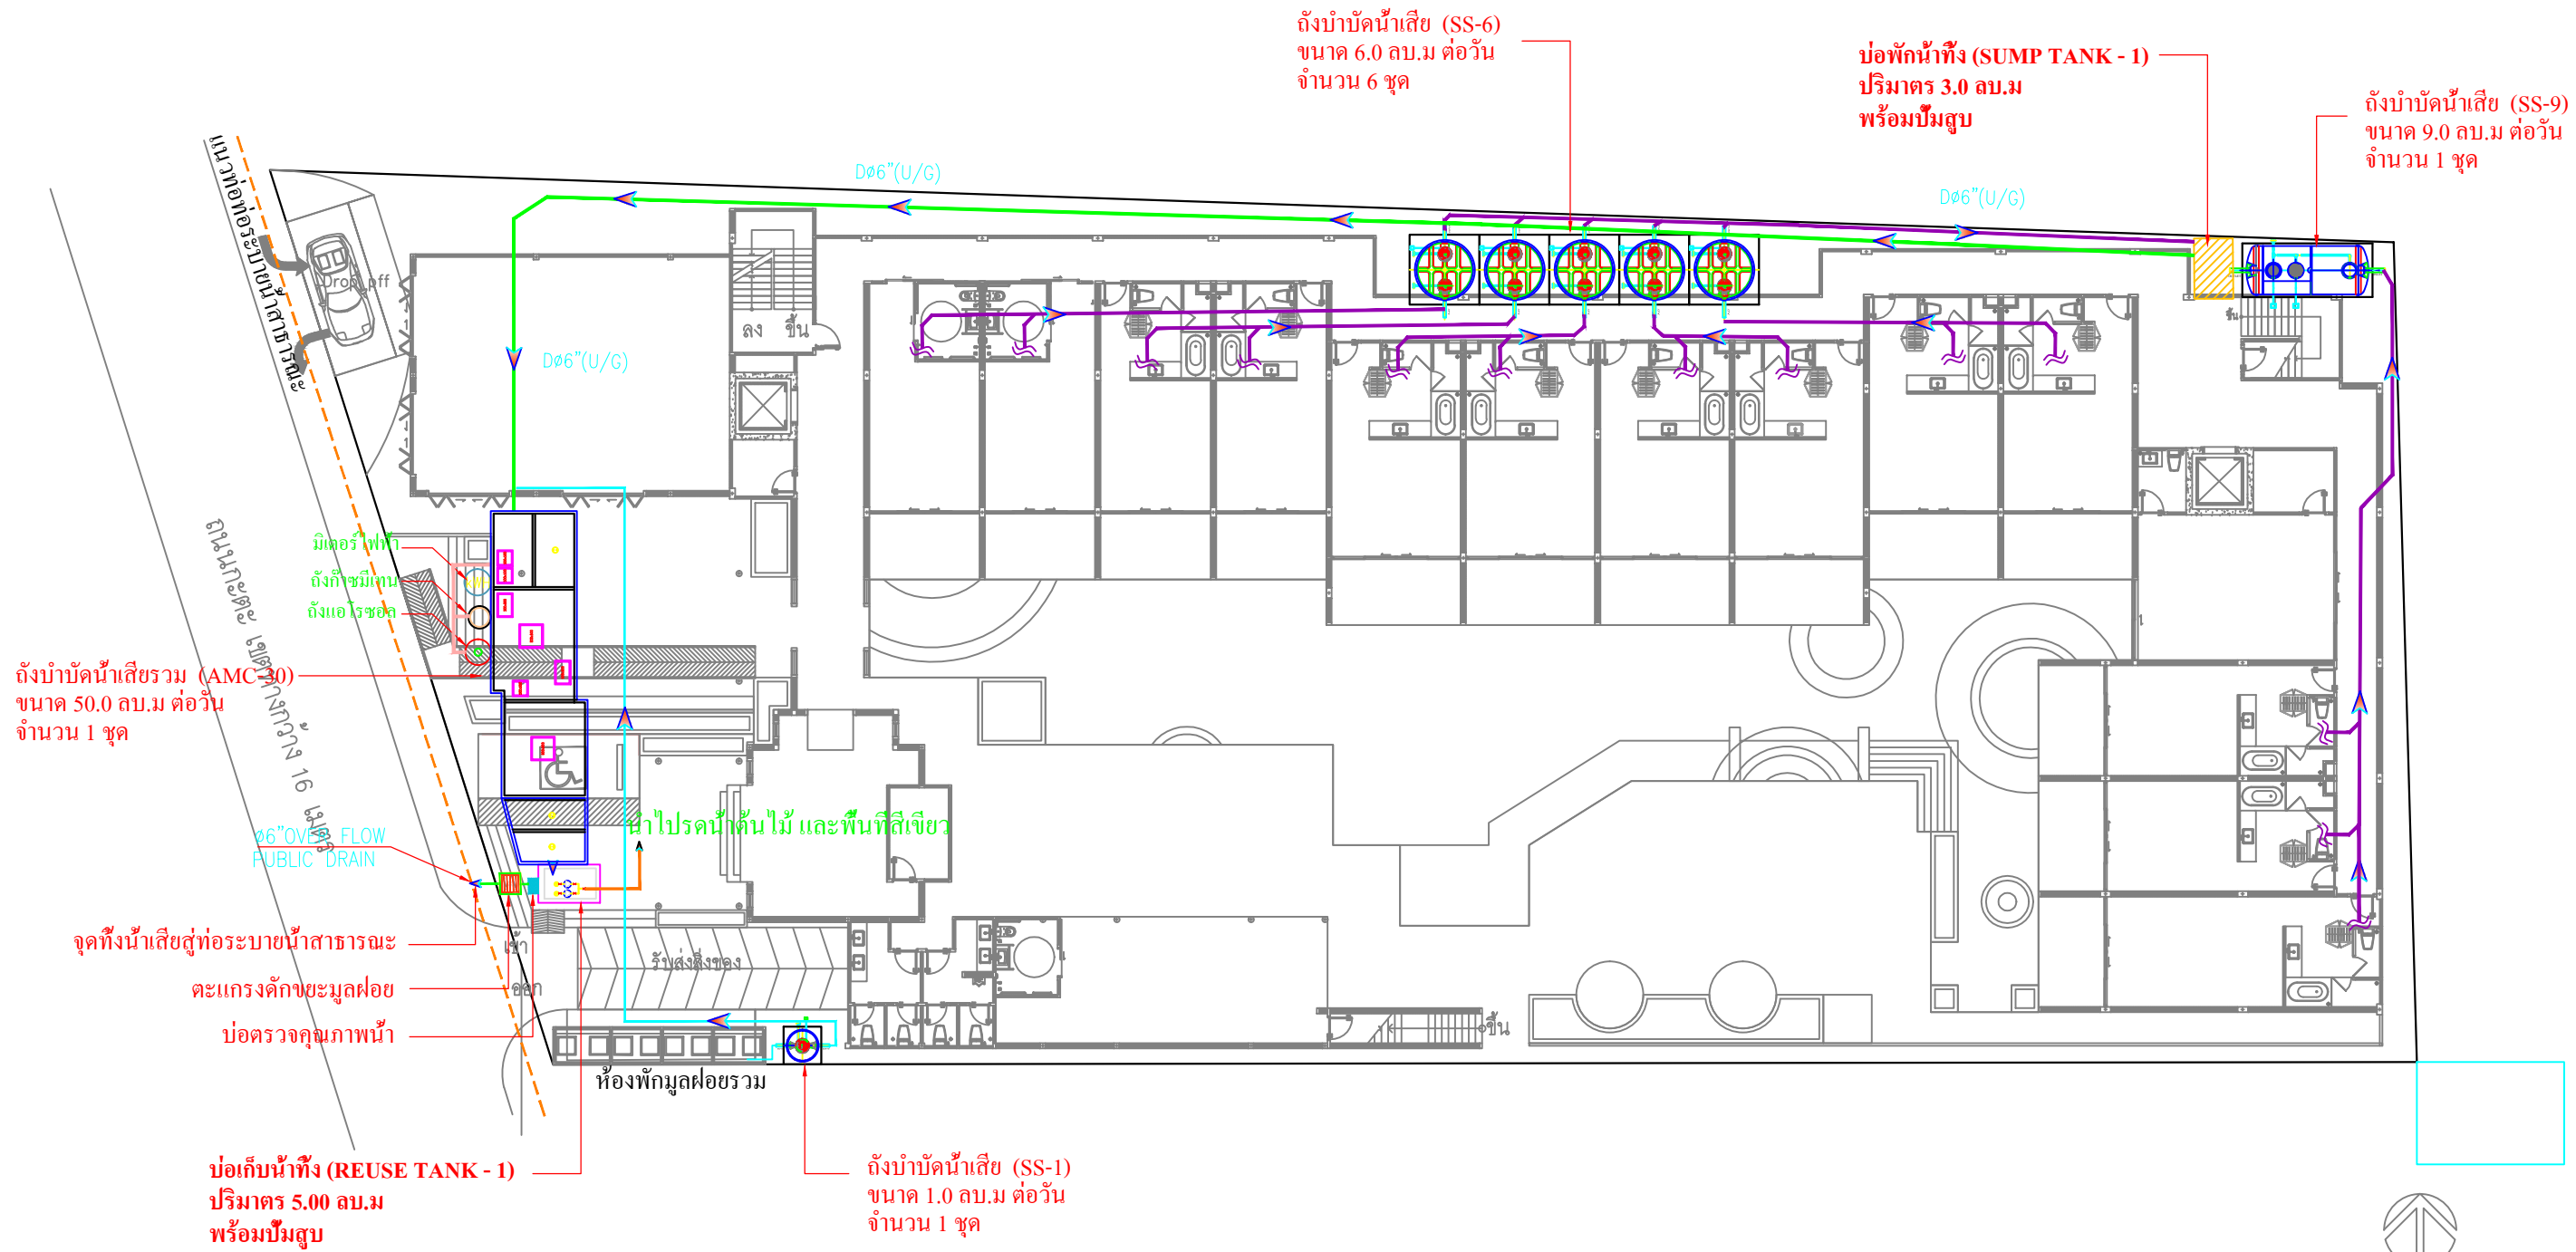 ถังบำบัดน้ำเสีย (SS-6)
ขนาด 6.0 ลบ.ม ต่อวัน
จำนวน 6 ชุด
บ่อพักน้ำทิ้ง (SUMP TANK - 1)
ปริมาตร 3.0 ลบ.ม
พร้อมปั๊มสูบ
ถังบำบัดน้ำเสีย (SS-9)
ขนาด 9.0 ลบ.ม ต่อวัน
จำนวน 1 ชุด
แนวท่อท่อระบายน้ำสาธารณะ
DØ6"(U/G)
DØ6"(U/G)
Drop off
ลง ขึ้น
ขึ้น
DØ6"(U/G)
ถนนกะตะ เขตทางกว้าง 16 เมตร
มิเตอร์ไฟฟ้า
ถังก๊าซมีเทน
ถังแอโรซอล
ถังบำบัดน้ำเสียรวม (AMC-30)
ขนาด 50.0 ลบ.ม ต่อวัน
จำนวน 1 ชุด
นำไปรดน้ำต้นไม้ และพื้นที่สีเขียว
Ø6"OVER FLOW
PUBLIC DRAIN
จุดทิ้งน้ำเสียสู่ท่อระบายน้ำสาธารณะ
เข้า
รับส่งสิ่งของ
ตะแกรงดักขยะมูลฝอย
ออก
บ่อตรวจคุณภาพน้ำ
ขึ้น
ห้องพักมูลฝอยรวม
บ่อเก็บน้ำทิ้ง (REUSE TANK - 1)
ปริมาตร 5.00 ลบ.ม
พร้อมปั๊มสูบ
ถังบำบัดน้ำเสีย (SS-1)
ขนาด 1.0 ลบ.ม ต่อวัน
จำนวน 1 ชุด